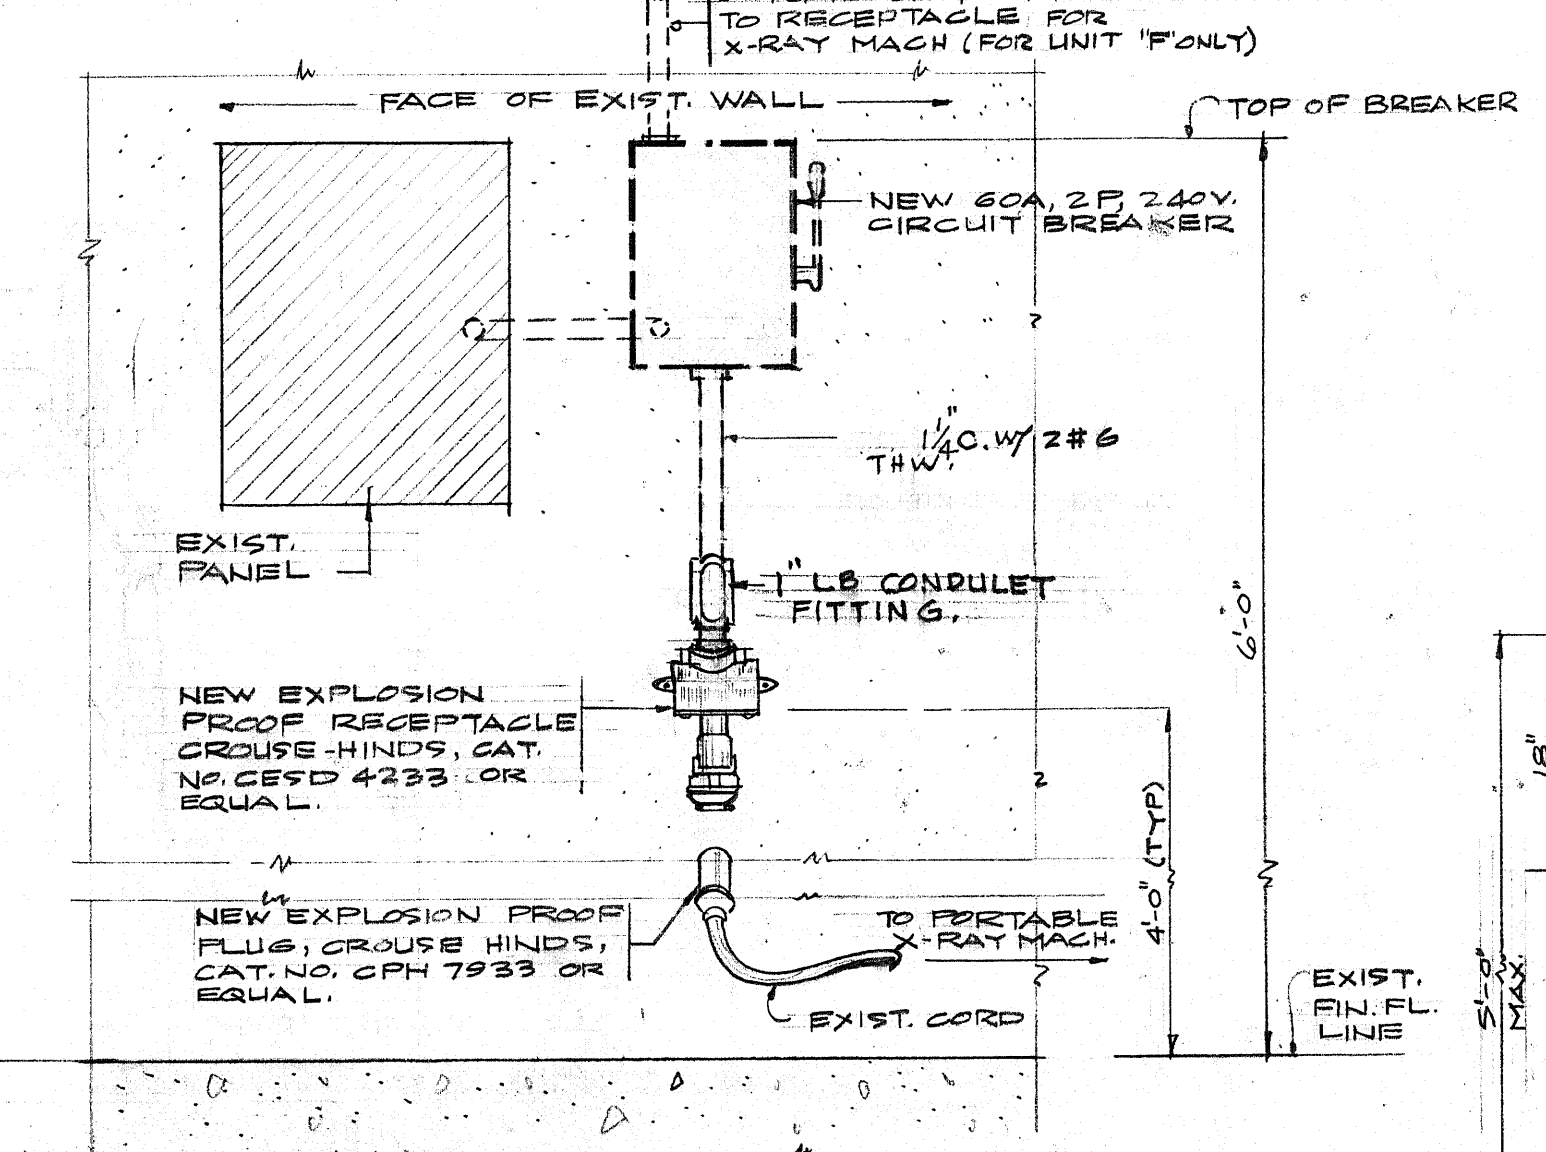 TO RECEPTACLE FOR
X-RAY MACH (FOR UNIT "F" ONLY)
FACE OF EXIST. WALL
TOP OF BREAKER
NEW 60A, 2P, 240V.
CIRCUIT BREAKER
1 1/4" C. W/ 2 # 6
THW.
EXIST.
PANEL
1" LB CONDULET
FITTING.
6'-0"
NEW EXPLOSION
PROOF RECEPTACLE
CROUSE-HINDS, CAT.
NO. CESD 4233 OR
EQUAL.
18"
4'-0" (TYP)
NEW EXPLOSION PROOF
PLUG, CROUSE HINDS,
CAT. NO. CPH 7933 OR
EQUAL.
TO PORTABLE
X-RAY MACH.
EXIST. CORD
EXIST.
FIN. FL.
LINE
5'-0"
MAX.